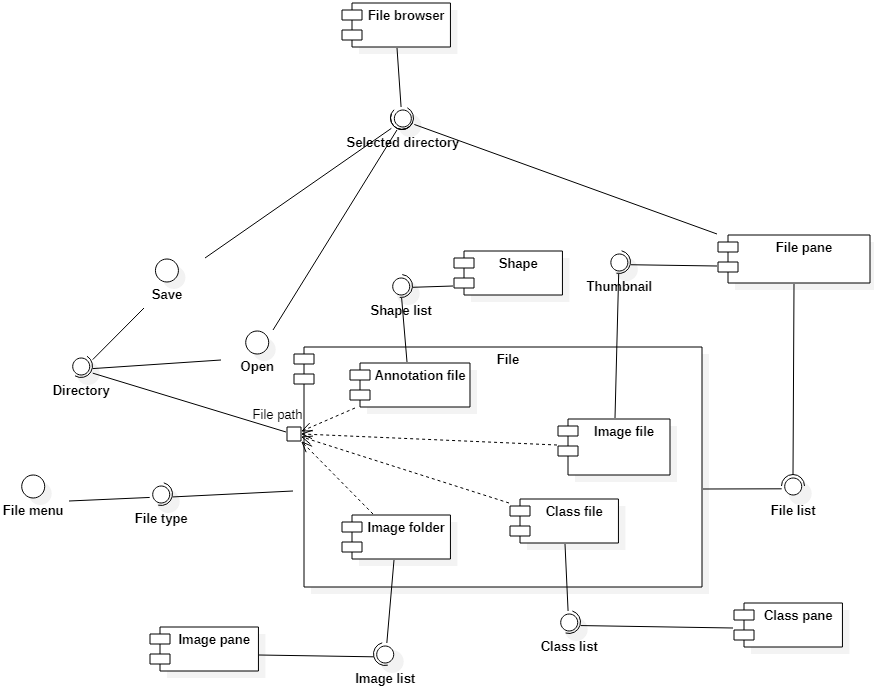 File browser
Selected directory
File pane
Shape
Thumbnail
Save
Shape list
File
Open
Annotation file
Directory
File path
Image file
File menu
File type
Class file
File list
Image folder
Class pane
Image pane
Class list
Image list